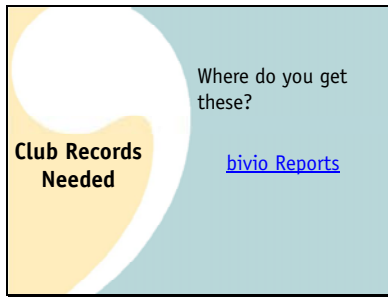 Where do you get
these?
Club Records
Needed
bivio Reports